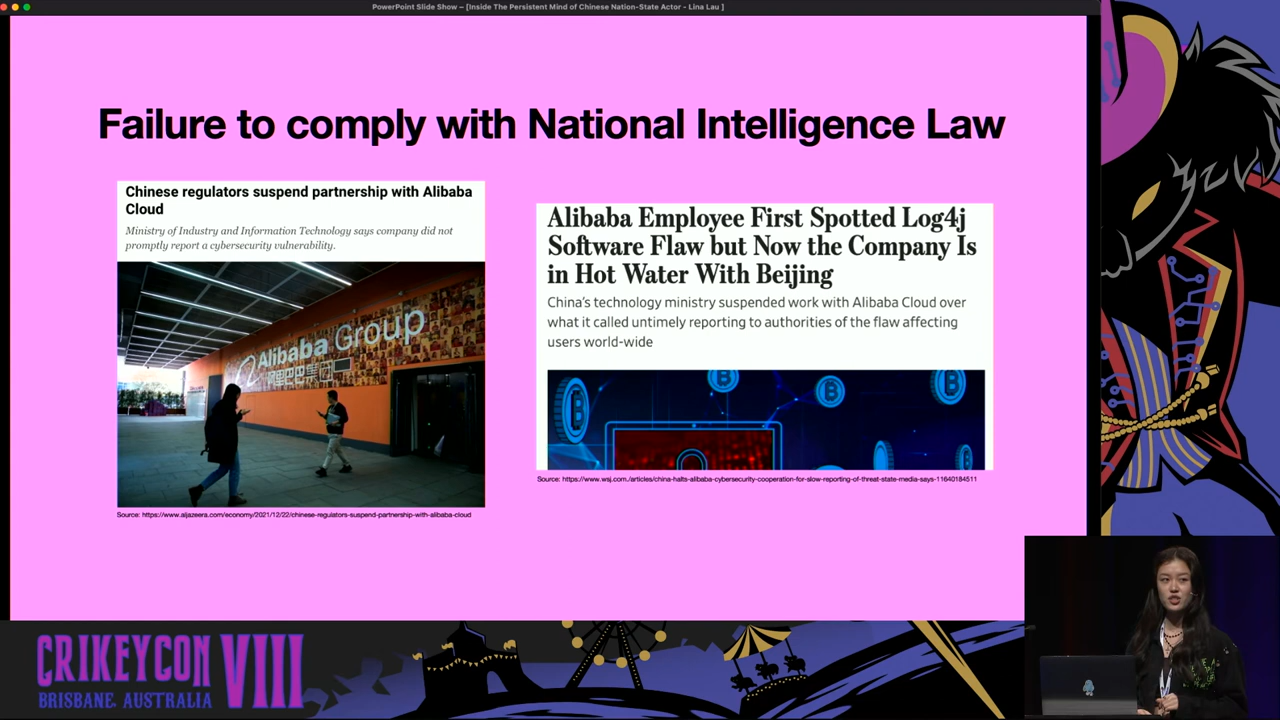 PowerPoint Slide Show – [Inside The Persistent Mind of Chinese Nation-State Actor - Lina Lau ]
Failure to comply with National Intelligence Law
Chinese regulators suspend partnership with Alibaba
Cloud
Ministry of Industry and Information Technology says company did not
promptly report a cybersecurity vulnerability.
Alibaba Group
Source: https://www.aljazeera.com/economy/2021/12/22/chinese-regulators-suspend-partnership-with-alibaba-cloud
Alibaba Employee First Spotted Log4j
Software Flaw but Now the Company Is
in Hot Water With Beijing
China’s technology ministry suspended work with Alibaba Cloud over
what it called untimely reporting to authorities of the flaw affecting
users world-wide
Source: https://www.wsj.com./articles/china-halts-alibaba-cybersecurity-cooperation-for-slow-reporting-of-threat-state-media-says-11640184511
CRIKEYCON VIII
BRISBANE, AUSTRALIA